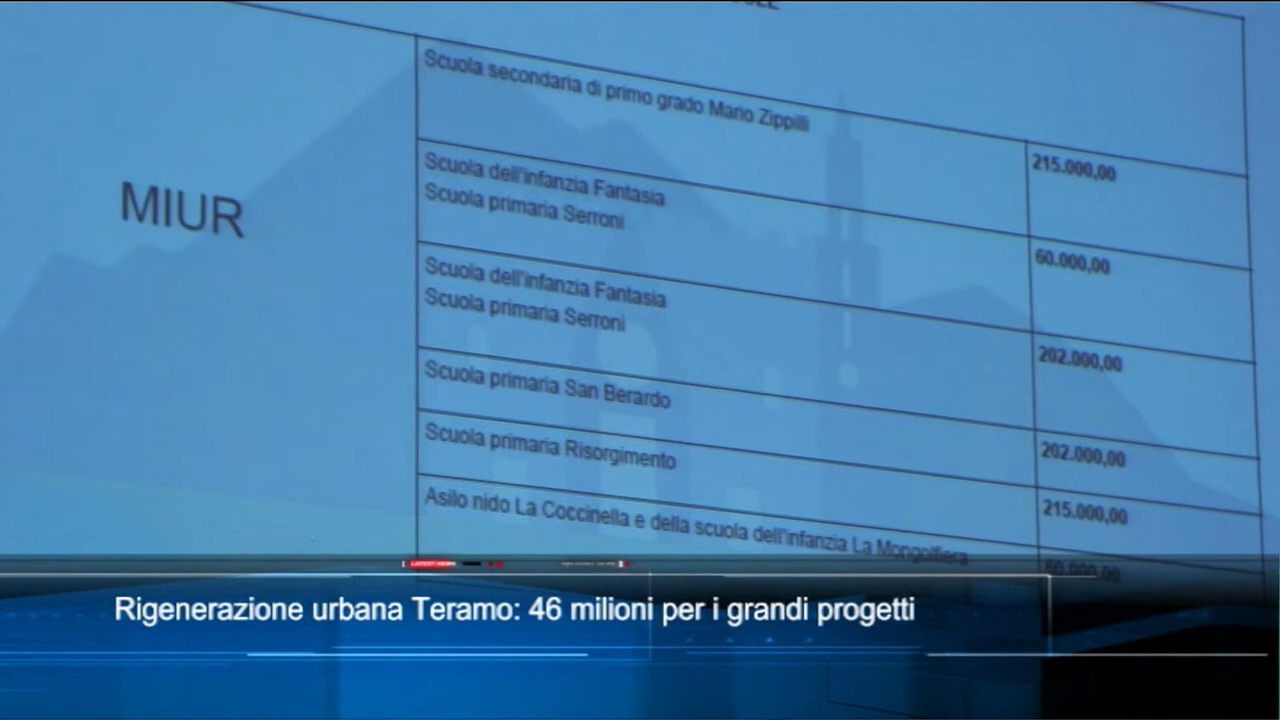 MIUR
Scuola secondaria di primo grado Mario Zippilli
215.000,00
Scuola dell'infanzia Fantasia
Scuola primaria Serroni
60.000,00
Scuola dell'infanzia Fantasia
Scuola primaria Serroni
202.000,00
Scuola primaria San Berardo
202.000,00
Scuola primaria Risorgimento
215.000,00
Asilo nido La Coccinella e della scuola dell'infanzia La Mongolfiera
LATEST NEWS
Rigenerazione urbana Teramo: 46 milioni per i grandi progetti